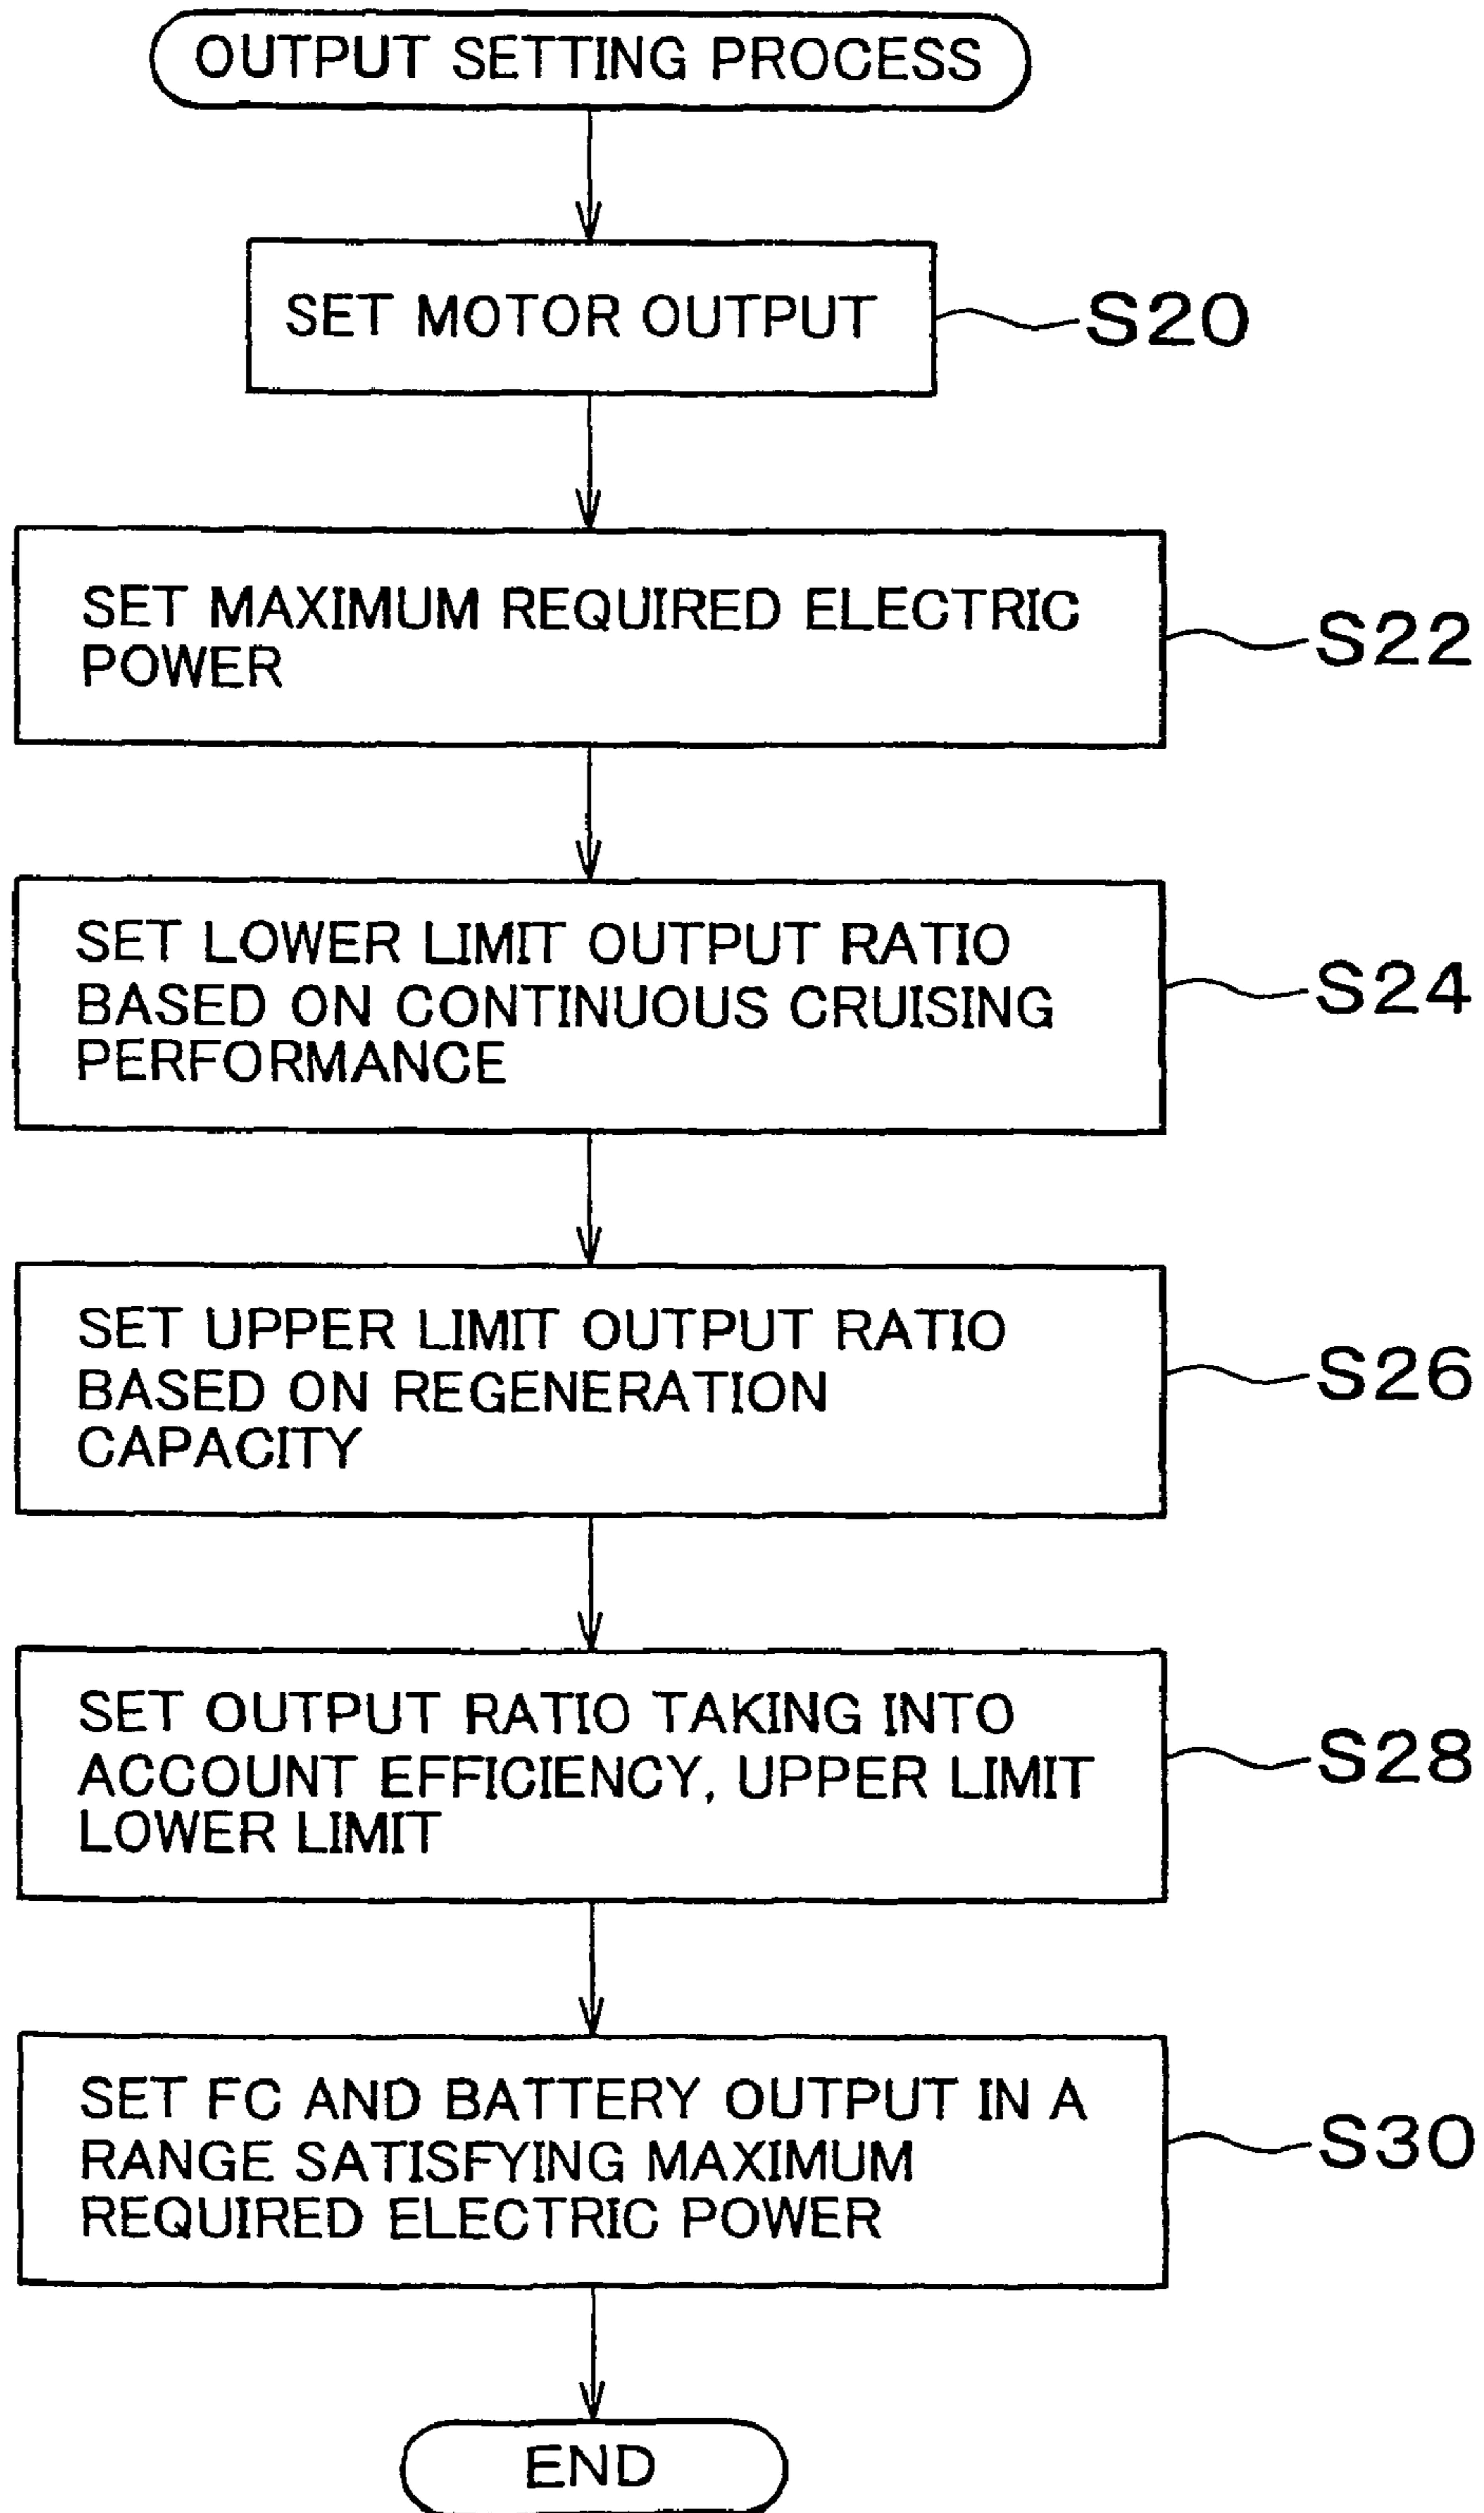 OUTPUT SETTING PROCESS
SET MOTOR OUTPUT
S20
SET MAXIMUM REQUIRED ELECTRIC
POWER
S22
SET LOWER LIMIT OUTPUT RATIO
BASED ON CONTINUOUS CRUISING
PERFORMANCE
S24
SET UPPER LIMIT OUTPUT RATIO
BASED ON REGENERATION
CAPACITY
S26
SET OUTPUT RATIO TAKING INTO
ACCOUNT EFFICIENCY, UPPER LIMIT
LOWER LIMIT
S28
SET FC AND BATTERY OUTPUT IN A
RANGE SATISFYING MAXIMUM
REQUIRED ELECTRIC POWER
S30
END